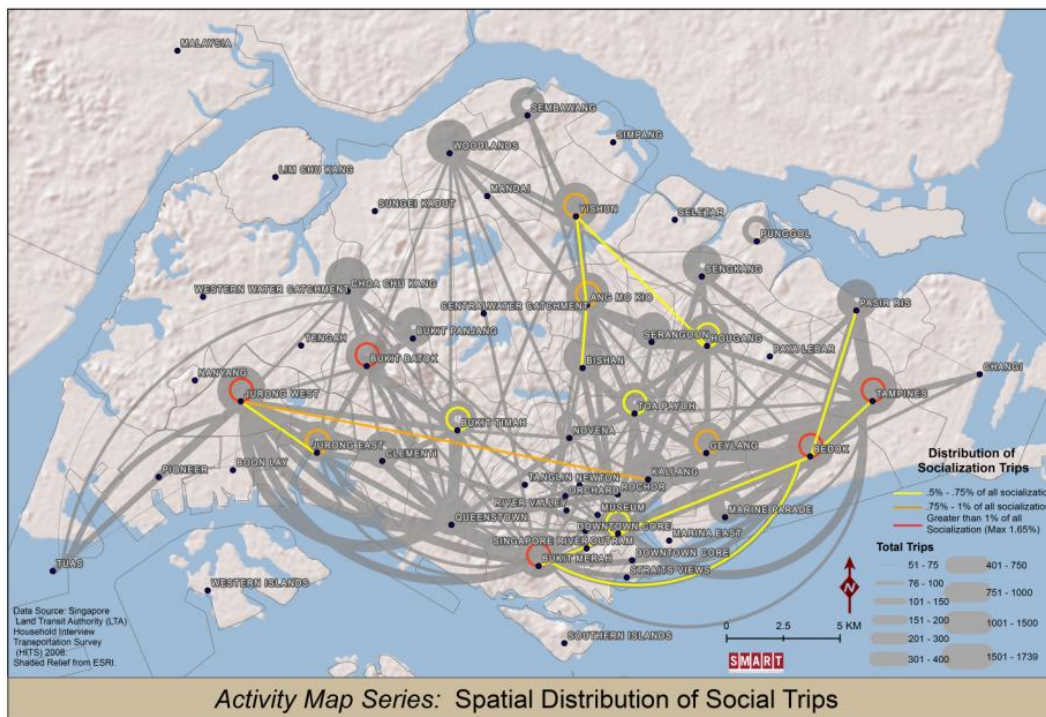 MALAYSIA
SEMBAWANG
SIMPANG
WOODLANDS
LIM CHU KANG
MANDAI
SUNGEI KADUT
YISHUN
SELETAR
PUNGGOL
SENGKANG
CHOA CHU KANG
WESTERN WATER CATCHMENT
CENTRALWATER CATCHMENT
ANG MO KIO
PASIR RIS
BUKIT PANJANG
TENGAH
SERANGOON
HOUGANG
BUKIT BATOK
BISHAN
PAYA LEBAR
NANYANG
CHANGI
JURONG WEST
TAMPINES
TOA PAYOH
BUKIT TIMAH
NOVENA
JURONG EAST
GEYLANG
BEDOK
CLEMENTI
PIONEER
BOON LAY
KALLANG
TANGLIN
NEWTON
ORCHARD
ROCHOR
RIVER VALLEY
MUSEUM
QUEENSTOWN
MARINE PARADE
DOWNTOWN CORE
SINGAPORE RIVER
OUTRAM
MARINA EAST
BUKIT MERAH
DOWNTOWN CORE
STRAITS VIEWS
TUAS
WESTERN ISLANDS
SOUTHERN ISLANDS
Distribution of
Socialization Trips
.5% - .75% of all socialization
.75% - 1% of all socialization
Greater than 1% of all
Socialization (Max 1.65%)
Total Trips
51 - 75
76 - 100
101 - 150
151 - 200
201 - 300
301 - 400
401 - 750
751 - 1000
1001 - 1500
1501 - 1739
N
0 2.5 5 KM
SMART
Data Source: Singapore
Land Transit Authority (LTA)
Household Interview
Transportation Survey
(HITS) 2008.
Shaded Relief from ESRI.
Activity Map Series: Spatial Distribution of Social Trips